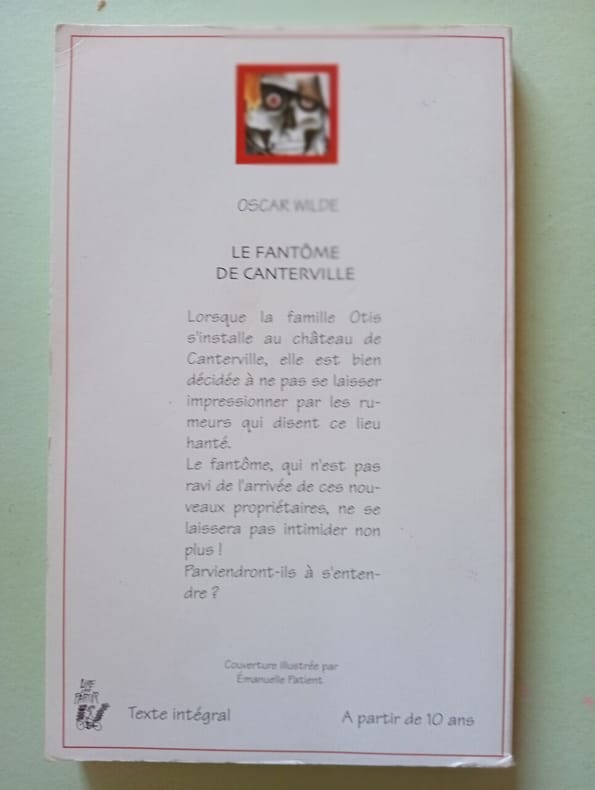 OSCAR WILDE
LE FANTÔME
DE CANTERVILLE
Lorsque la famille Otis
s'installe au château de
Canterville, elle est bien
décidée à ne pas se laisser
impressionner par les ru-
meurs qui disent ce lieu
hanté.
Le fantôme, qui n'est pas
ravi de l'arrivée de ces nou-
veaux propriétaires, ne se
laissera pas intimider non
plus !
Parviendront-ils à s'enten-
dre ?
Couverture illustrée par
Émanuelle Patient
Texte intégral
A partir de 10 ans